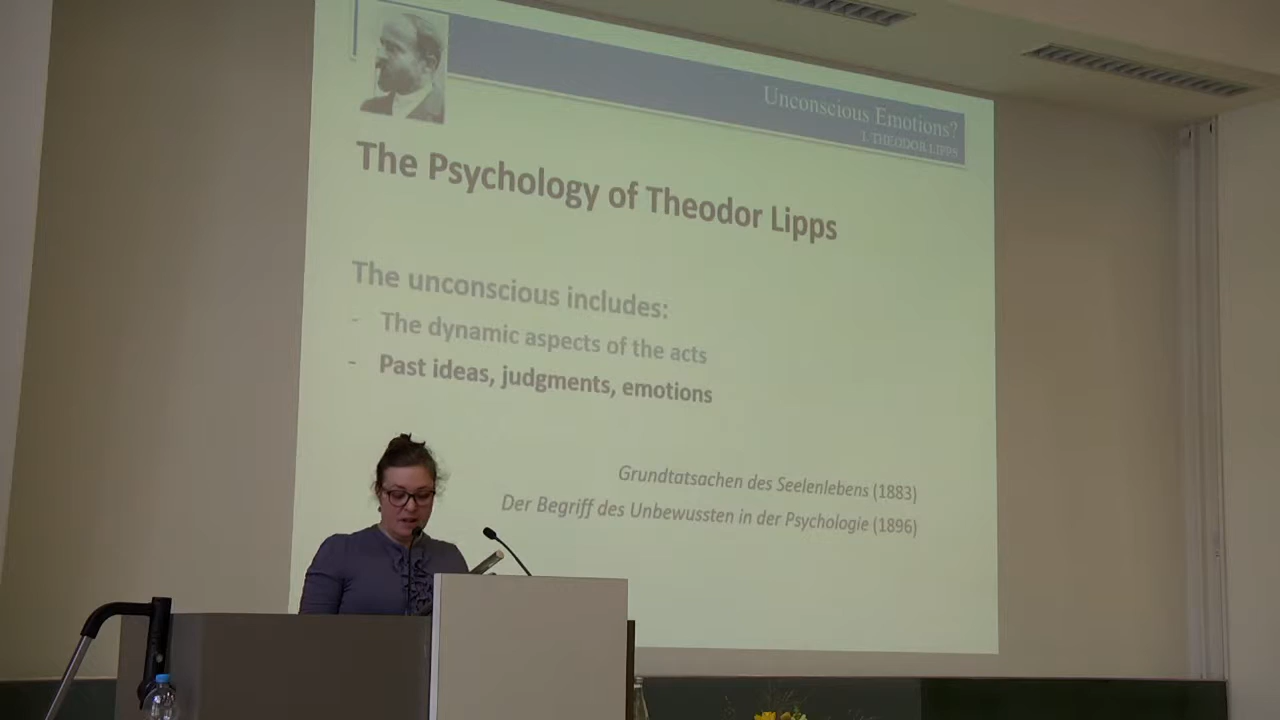 Unconscious Emotions?
I. THEODOR LIPPS
The Psychology of Theodor Lipps
The unconscious includes:
- The dynamic aspects of the acts
- Past ideas, judgments, emotions
Grundtatsachen des Seelenlebens (1883)
Der Begriff des Unbewussten in der Psychologie (1896)